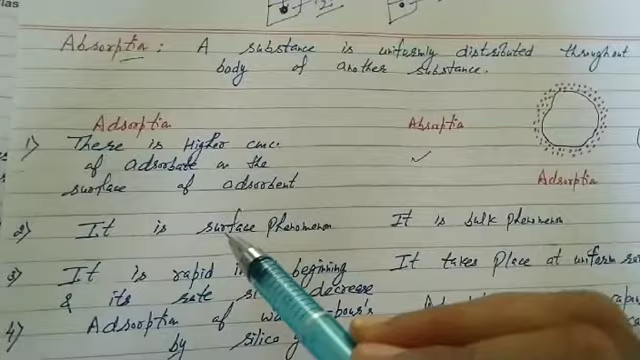 Absorptia : A substance is uniformly distributed throughout
body of another substance.
Adsorptia Absorptia
1) There is Higher conc.
of adsorbate on the
surface of adsorbent
Adsorptia
2) It is surface phenomenon It is bulk phenomenon
3) It is rapid in beginning It takes place at uniform
& its rate decrease
4) Adsorption of
by silica